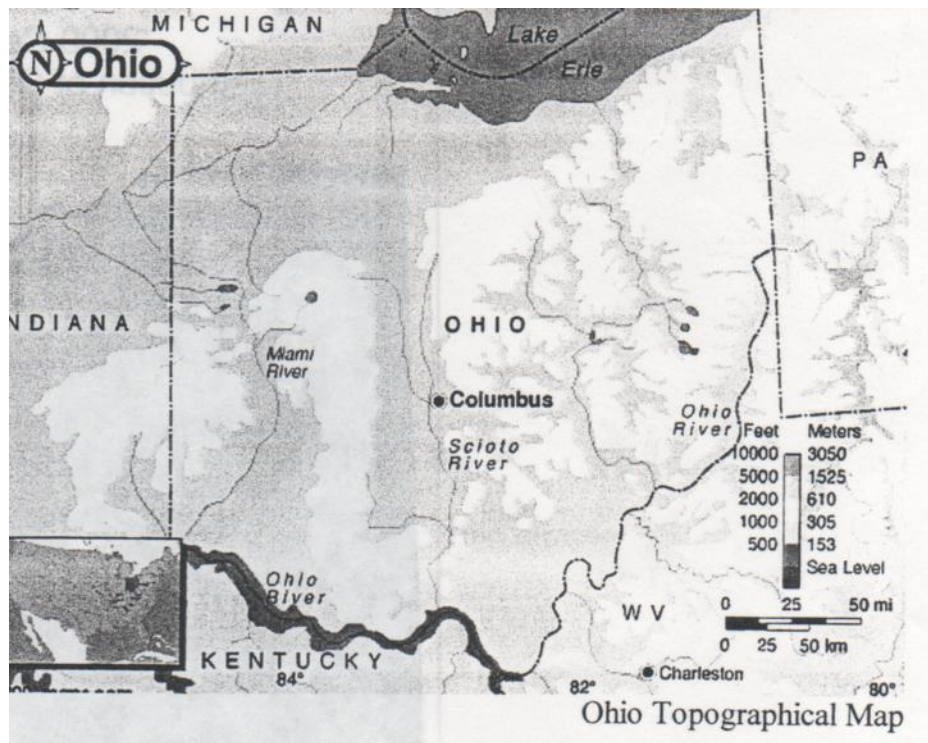 MICHIGAN
N Ohio
Lake
Erie
PA
NDIANA
OHIO
Miami
River
Columbus
Ohio
River
Scioto
River
Feet Meters
10000 3050
5000 1525
2000 610
1000 305
500 153
Sea Level
0 25 50 mi
0 25 50 km
Ohio
River
WV
KENTUCKY
84°
82°
Charleston
80°
Ohio Topographical Map